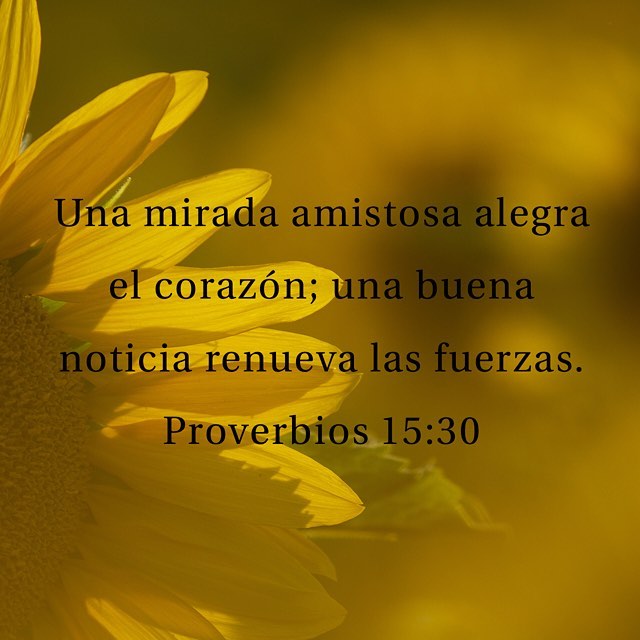 Una mirada amistosa alegra
el corazón; una buena
noticia renueva las fuerzas.
Proverbios 15:30